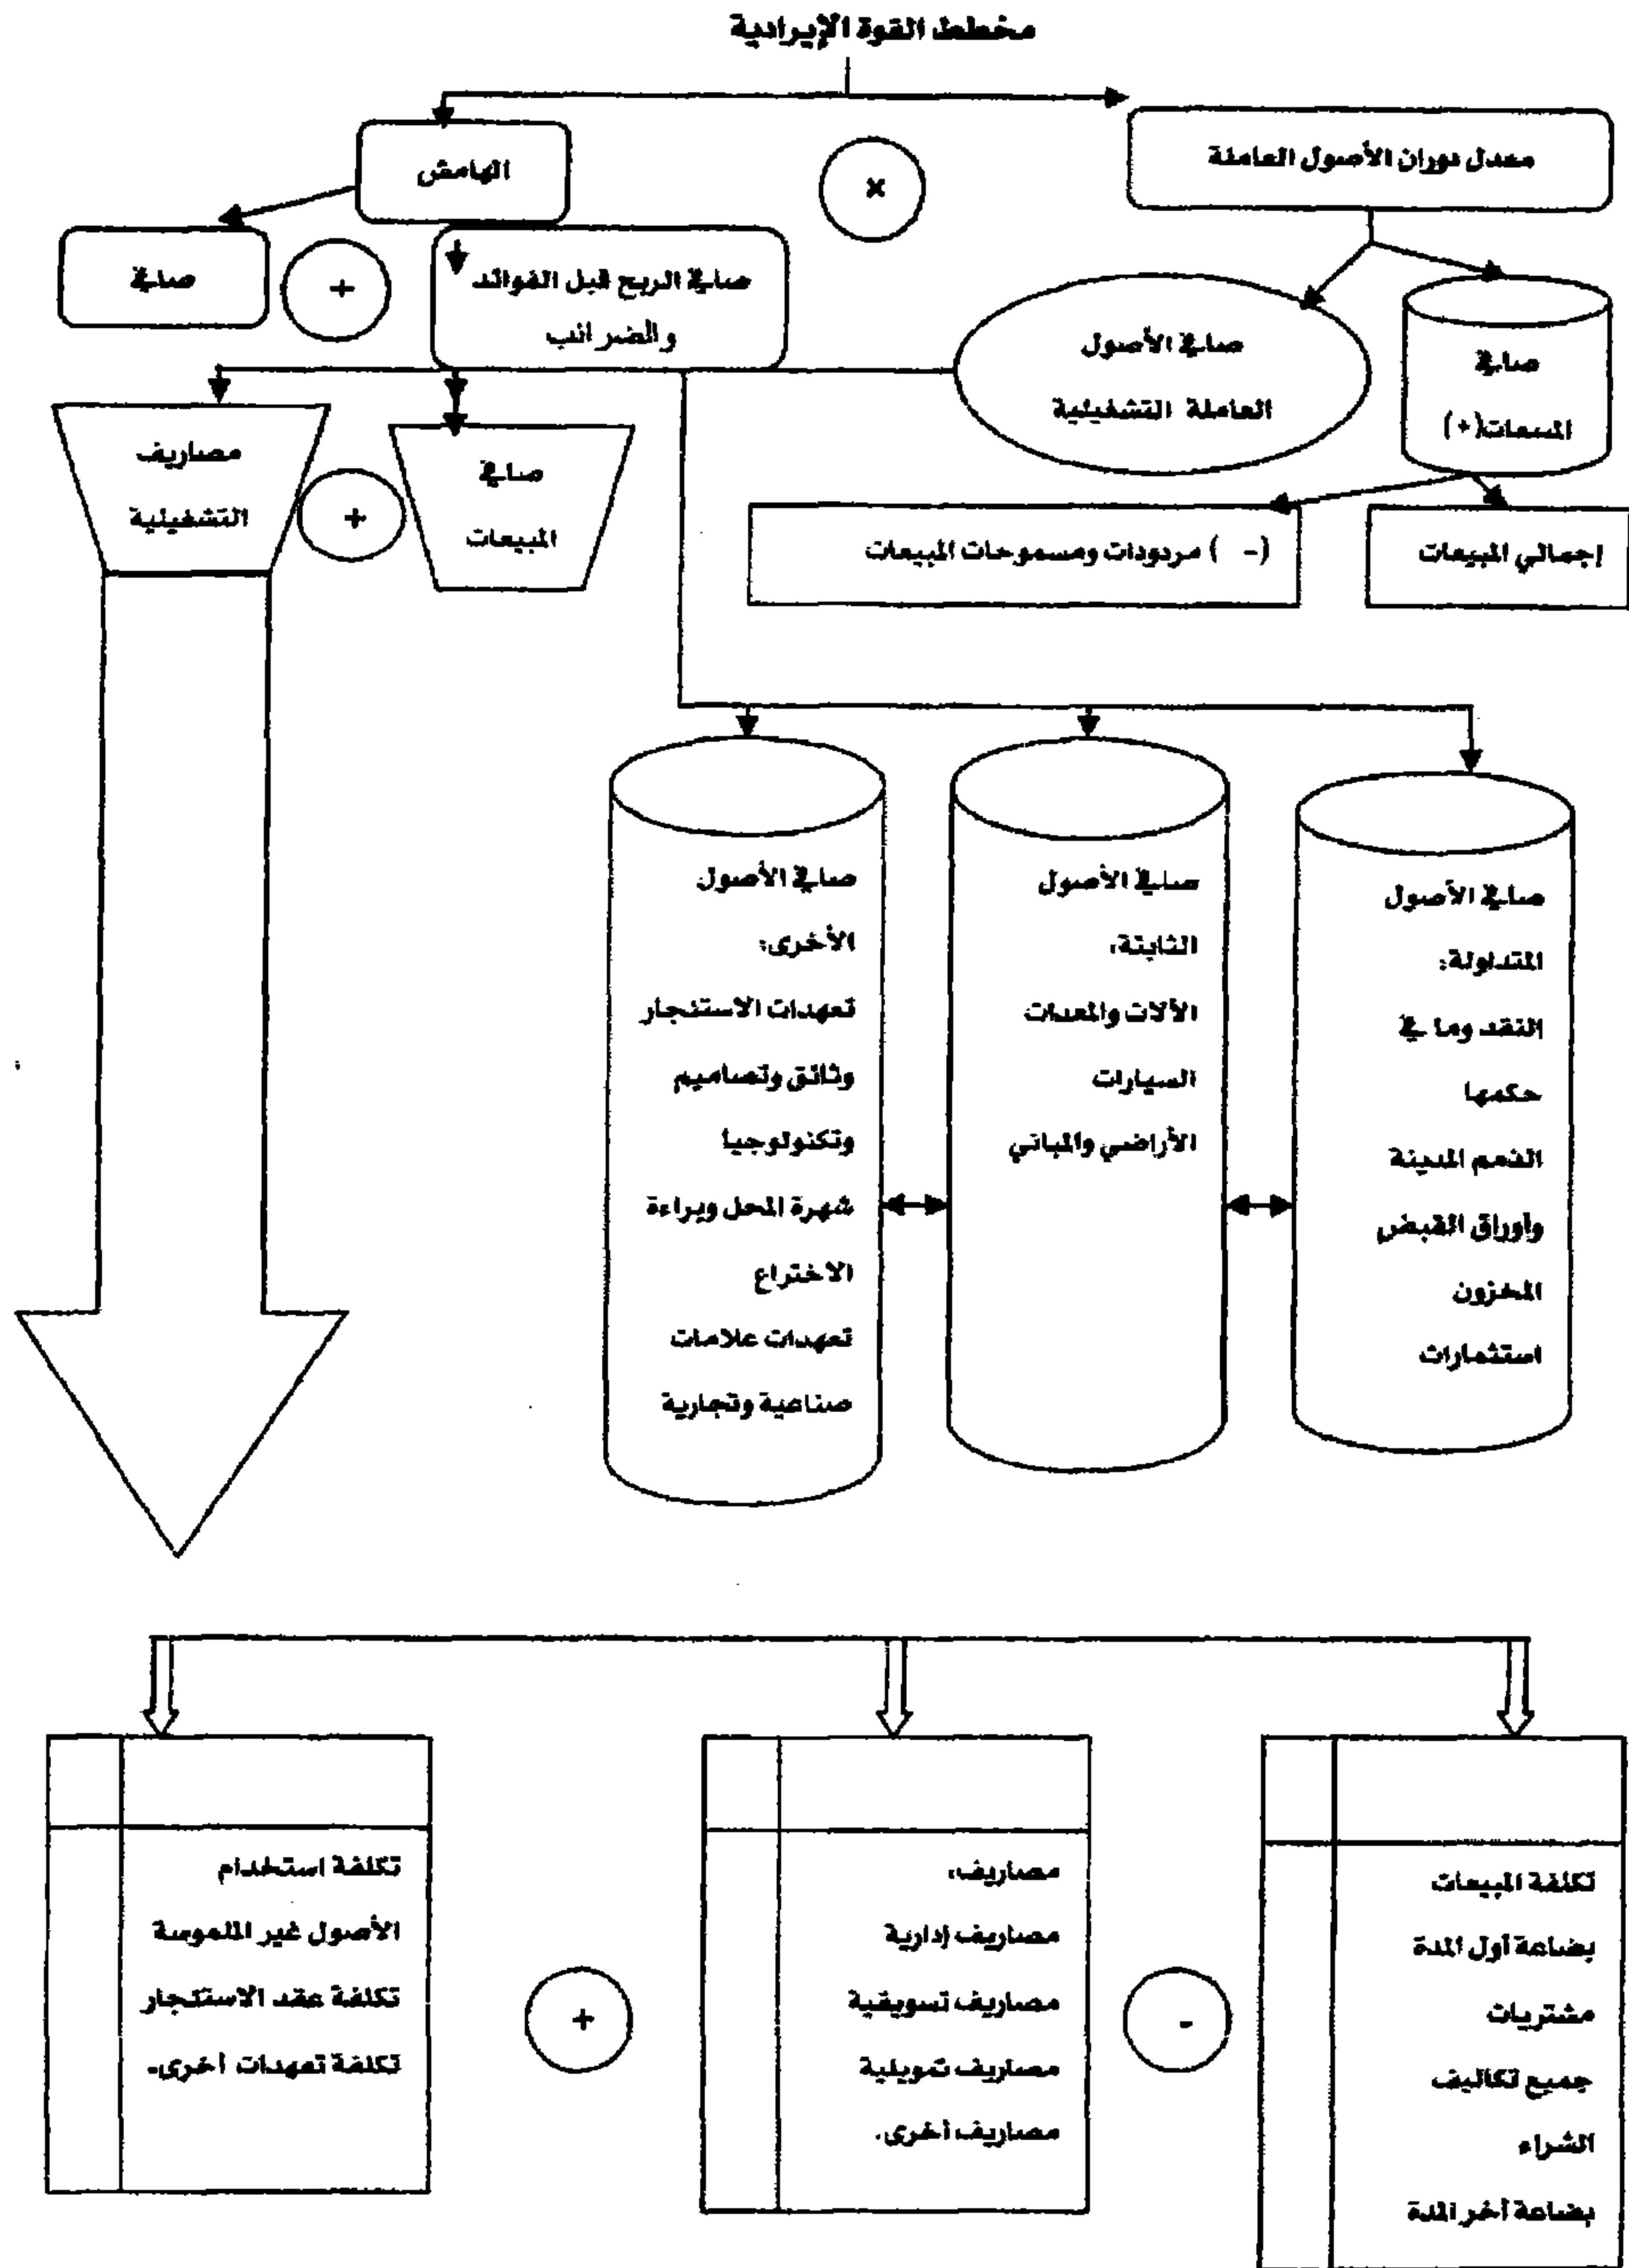 مخطط القوة الإيرادية
معدل دوران الأصول العاملة
×
الهامش
صافي الربح قبل الفوائد
والضرائب
+
صافي
صافي
المبيعات(+)
صافي الأصول
العاملة التشغيلية
صافي
المبيعات
+
مصاريف
التشغيلية
إجمالي المبيعات
(-) مردودات ومسموحات المبيعات
صافي الأصول
المتداولة:
النقد وما في
حكمها
الذمم المدينة
وأوراق القبض
المخزون
استثمارات
صافي الأصول
الثابتة:
الآلات والمعدات
السيارات
الأراضي والمباني
صافي الأصول
الأخرى:
تعهدات الاستئجار
وثائق وتصاميم
وتكنولوجيا
شهرة المحل وبراءة
الاختراع
تعهدات علامات
صناعية وتجارية
تكلفة المبيعات
بضاعة أول المدة
مشتريات
جميع تكاليف
الشراء
بضاعة أخر المدة
-
مصاريف:
مصاريف إدارية
مصاريف تسويقية
مصاريف تمويلية
مصاريف أخرى.
+
تكلفة استخدام
الأصول غير الملموسة
تكلفة عقد الاستئجار
تكلفة تعهدات أخرى.